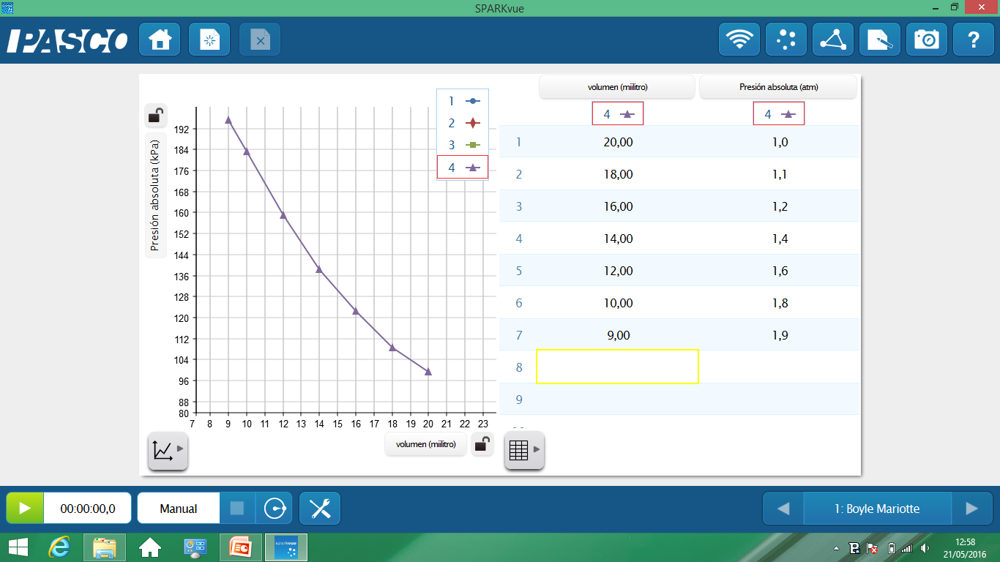 SPARKvue
PASCO
?
1
2
3
4
Presión absoluta (kPa)
192
184
176
168
160
152
144
136
128
120
112
104
96
88
80
7 8 9 10 11 12 13 14 15 16 17 18 19 20 21 22 23
volumen (miilitro)
volumen (miilitro) Presión absoluta (atm)
4 4
1 20,00 1,0
2 18,00 1,1
3 16,00 1,2
4 14,00 1,4
5 12,00 1,6
6 10,00 1,8
7 9,00 1,9
8
9
00:00:00,0 Manual 1: Boyle Mariotte
sparkvue
12:58
21/05/2016